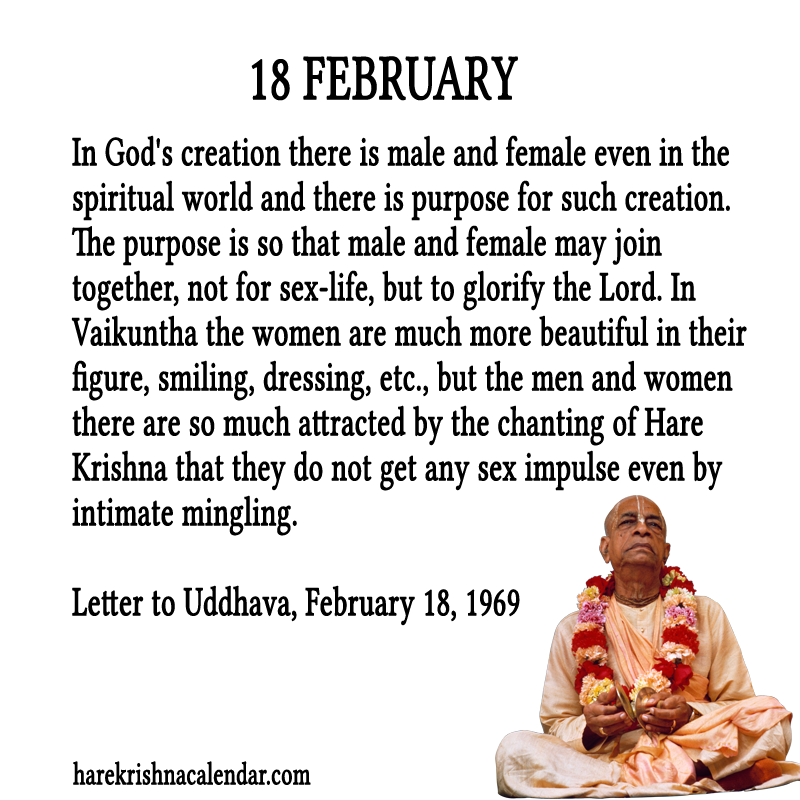 18 FEBRUARY
In God's creation there is male and female even in the
spiritual world and there is purpose for such creation.
The purpose is so that male and female may join
together, not for sex-life, but to glorify the Lord. In
Vaikuntha the women are much more beautiful in their
figure, smiling, dressing, etc., but the men and women
there are so much attracted by the chanting of Hare
Krishna that they do not get any sex impulse even by
intimate mingling.
Letter to Uddhava, February 18, 1969
harekrishnacalendar.com